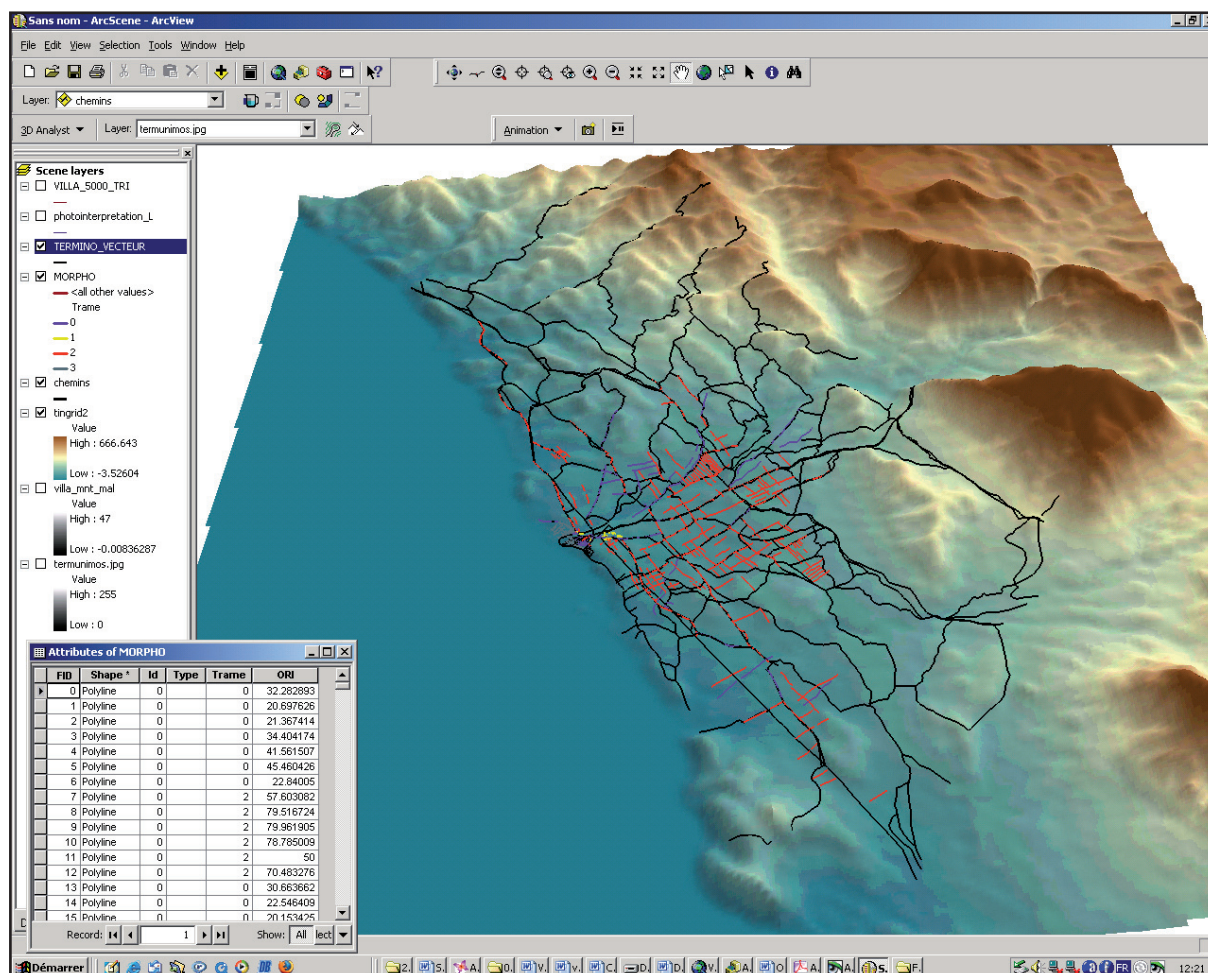 Sans nom - ArcScene - ArcView
File Edit View Selection Tools Window Help
Layer: chemins
3D Analyst Layer: termunimos.jpg Animation
Scene layers
VILLA_5000_TRI
photointerpretation_L
TERMINO_VECTEUR
MORPHO
<all other values>
Trame
0
1
2
3
chemins
tingrid2
Value
High : 666.643
Low : -3.52604
villa_mnt_mal
Value
High : 47
Low : -0.00836287
termunimos.jpg
Value
High : 255
Low : 0
Attributes of MORPHO
FID Shape * Id Type Trame ORI
0 Polyline 0 0 32.282893
1 Polyline 0 0 20.697626
2 Polyline 0 0 21.367414
3 Polyline 0 0 34.404174
4 Polyline 0 0 41.561507
5 Polyline 0 0 45.460426
6 Polyline 0 0 22.84005
7 Polyline 0 2 57.603082
8 Polyline 0 2 79.516724
9 Polyline 0 2 79.961905
10 Polyline 0 2 78.785009
11 Polyline 0 2 50
12 Polyline 0 2 70.483276
13 Polyline 0 0 30.663662
14 Polyline 0 0 22.546409
15 Polyline 0 0 20.153425
D
Record: 1 Show: All lect
Démarrer 2. S. A. 0. V. v. C. D. D. V. A. O A. A. S. F. FR 12:21